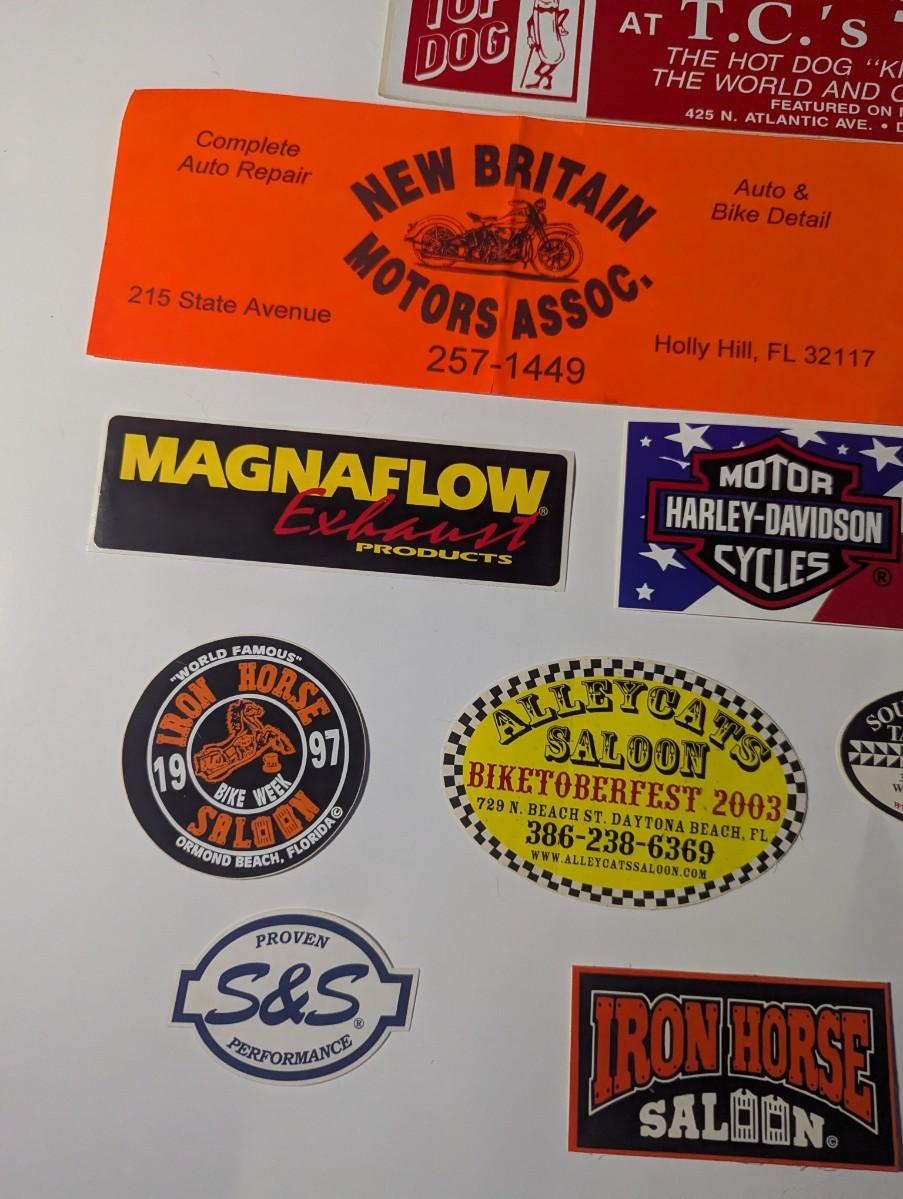 TOP
DOG
AT T.C.'s
THE HOT DOG
THE WORLD AND
FEATURED ON
425 N. ATLANTIC AVE. •
Complete
Auto Repair
NEW BRITAIN
MOTORS ASSOC.
257-1449
Auto &
Bike Detail
215 State Avenue
Holly Hill, FL 32117
MAGNAFLOW®
Exhaust
PRODUCTS
MOTOR
HARLEY-DAVIDSON
CYCLES
®
"WORLD FAMOUS"
IRON HORSE
19 97
BIKE WEEK
SALOON
ORMOND BEACH, FLORIDA©
ALLEYCATS
SALOON
BIKETOBERFEST 2003
729 N. BEACH ST. DAYTONA BEACH, FL
386-238-6369
WWW.ALLEYCATSSALOON.COM
PROVEN
S&S®
PERFORMANCE
IRON HORSE
SALOON©